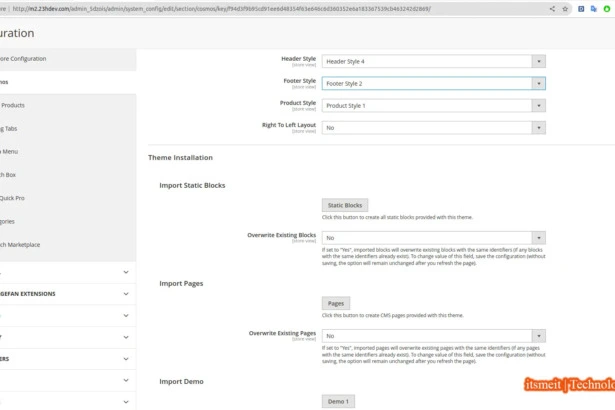 http://m2.23hdev.com/admin_5dzois/admin/system_config/edit/section/cosmos/key/
uration
ore Configuration
mos
Products
ng Tabs
Menu
ch Box
Quick Pro
gories
ch Marketplace
GEFAN EXTENSIONS
ERS
Header Style
[store view]
Header Style 4
Footer Style
[store view]
Footer Style 2
Product Style
[store view]
Product Style 1
Right To Left Layout
[store view]
No
Theme Installation
Import Static Blocks
Static Blocks
Click this button to create all static blocks provided with this theme.
Overwrite Existing Blocks
[store view]
No
If set to "Yes", imported blocks will overwrite existing blocks with the same identifiers (if any blocks
with the same identifiers already exist). To change value of this field, save the configuration (without
saving, the option will remain unchanged after you refresh the page).
Import Pages
Pages
Click this button to create CMS pages provided with this theme.
Overwrite Existing Pages
[store view]
No
If set to "Yes", imported pages will overwrite existing pages with the same identifiers (if any pages
with the same identifiers already exist). To change value of this field, save the configuration (without
saving, the option will remain unchanged after you refresh the page).
Import Demo
Demo 1
itsmeit |Technolo